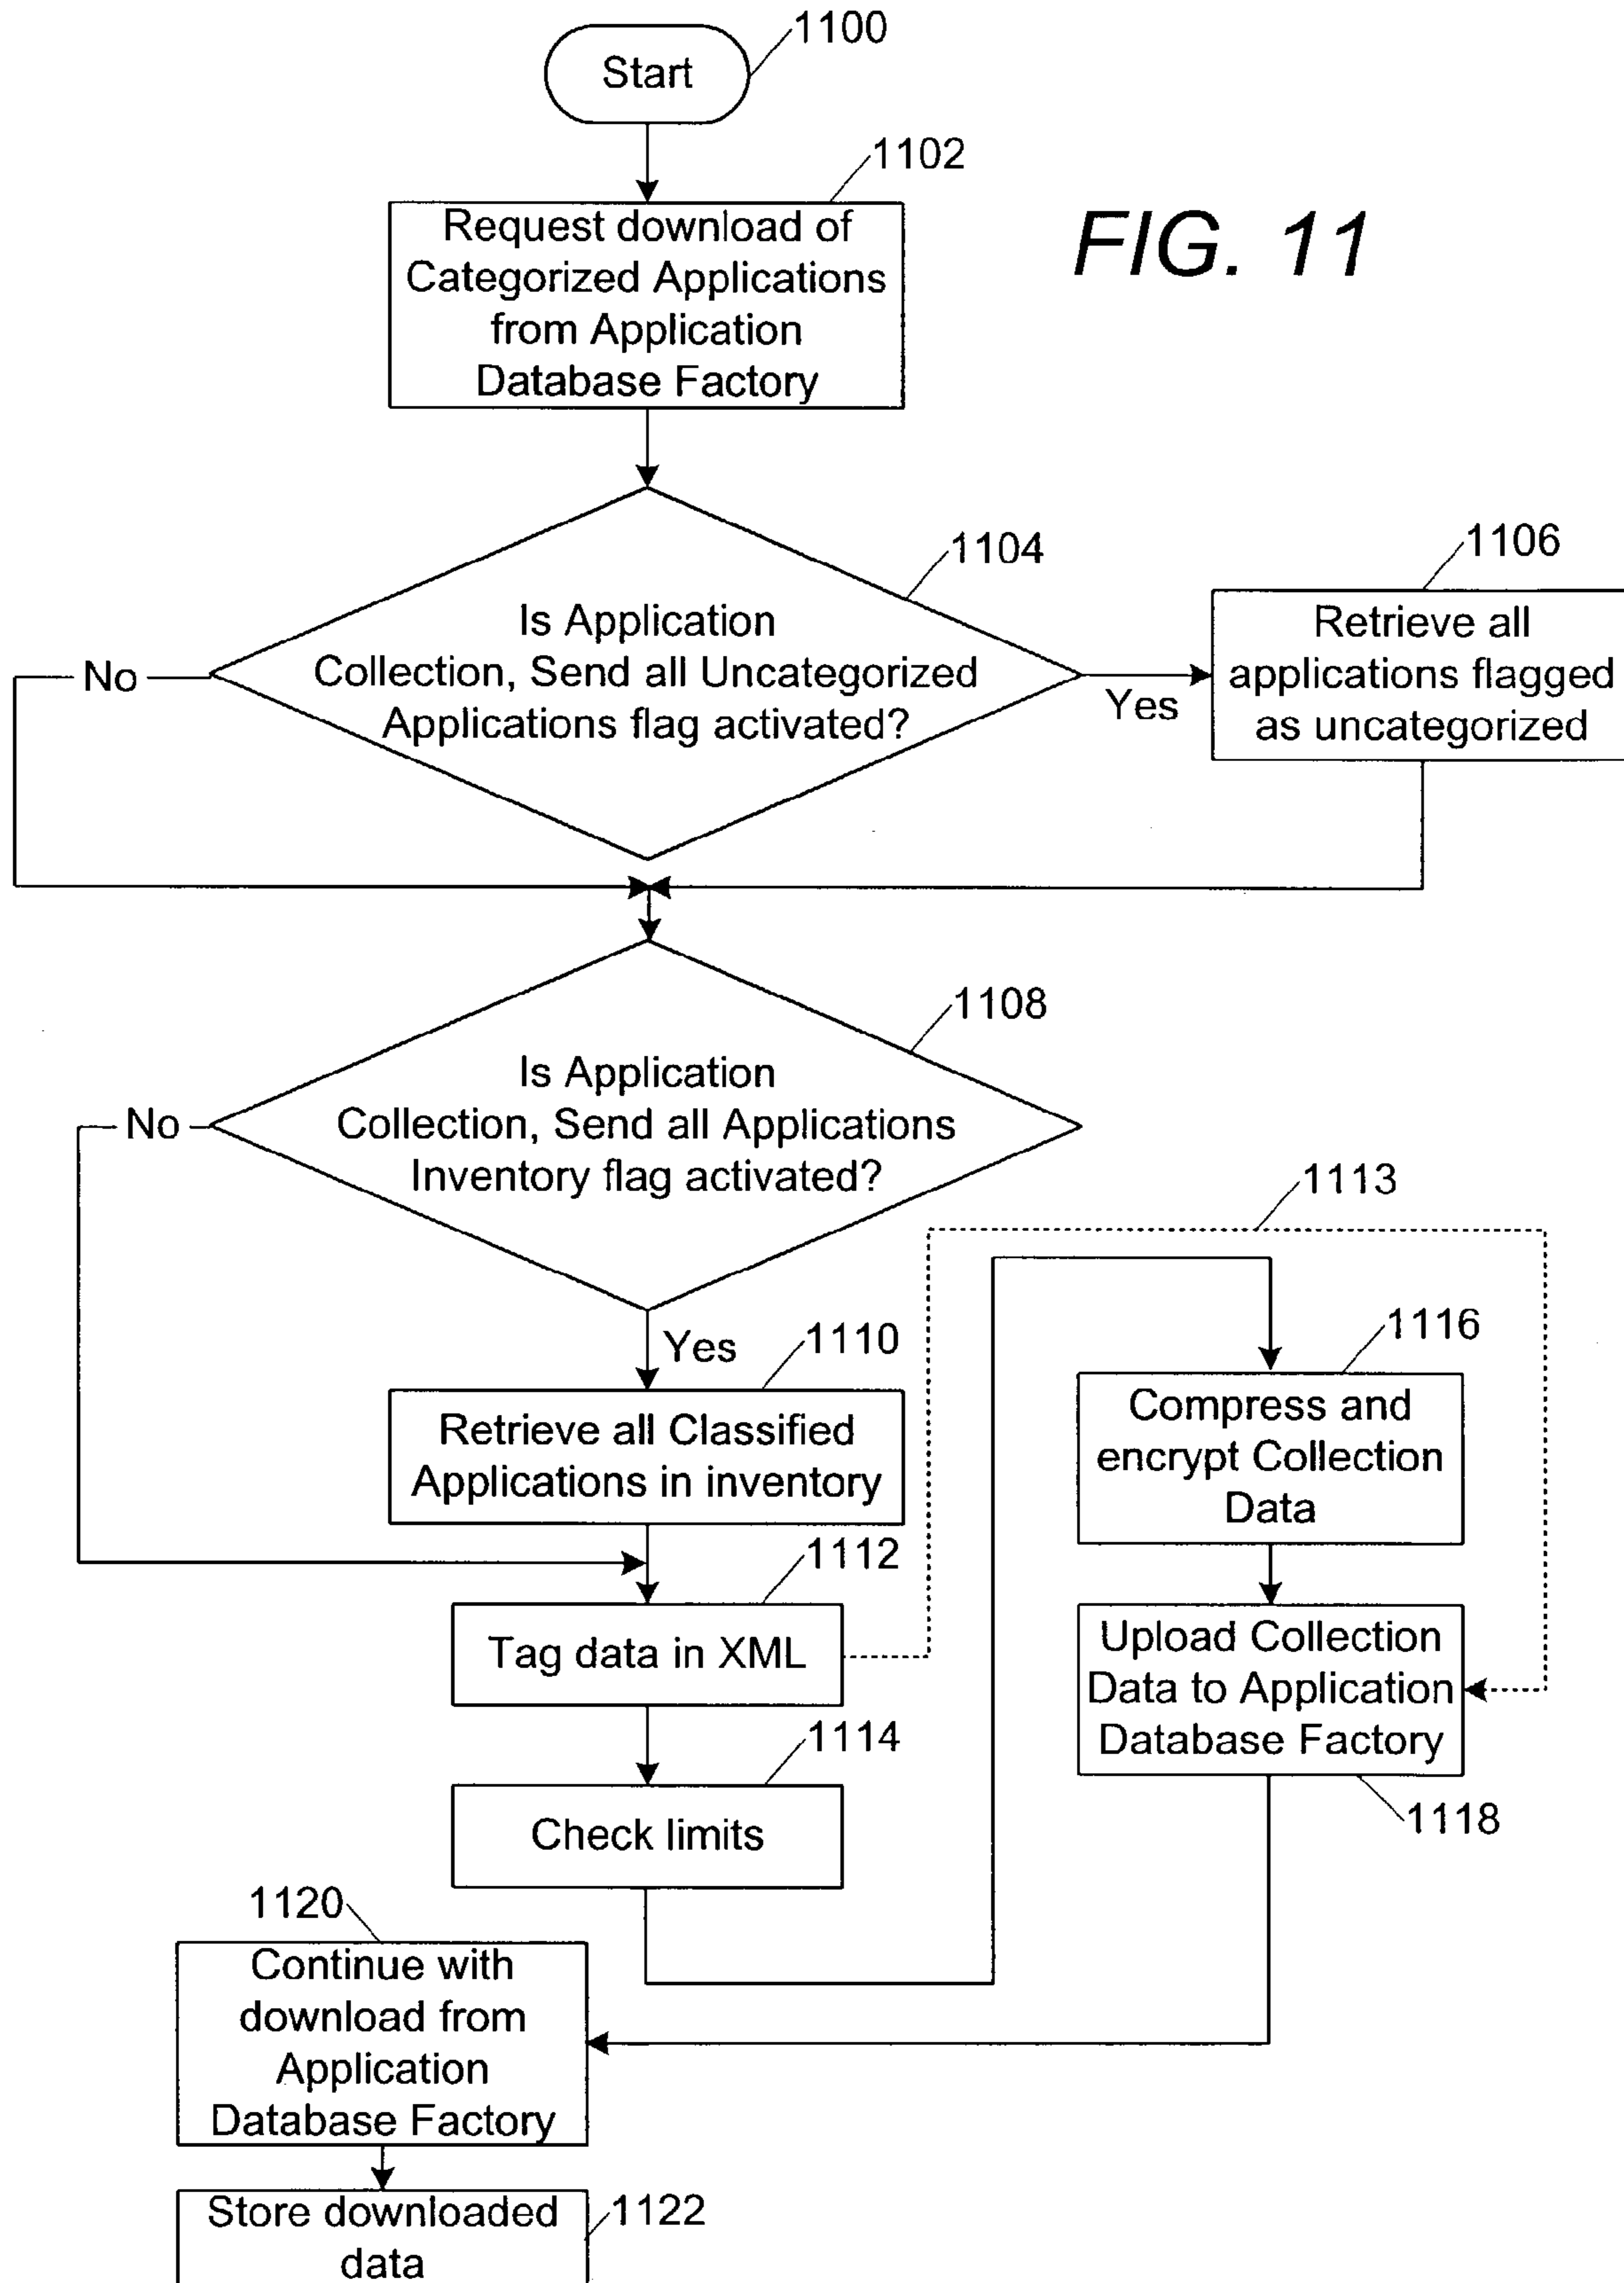 1100
Start
1102
Request download of
Categorized Applications
from Application
Database Factory
FIG. 11
1104
Is Application
Collection, Send all Uncategorized
Applications flag activated?
No
Yes
1106
Retrieve all
applications flagged
as uncategorized
1108
Is Application
Collection, Send all Applications
Inventory flag activated?
No
Yes
1110
Retrieve all Classified
Applications in inventory
1112
Tag data in XML
1113
1114
Check limits
1116
Compress and
encrypt Collection
Data
Upload Collection
Data to Application
Database Factory
1118
1120
Continue with
download from
Application
Database Factory
Store downloaded
data
1122